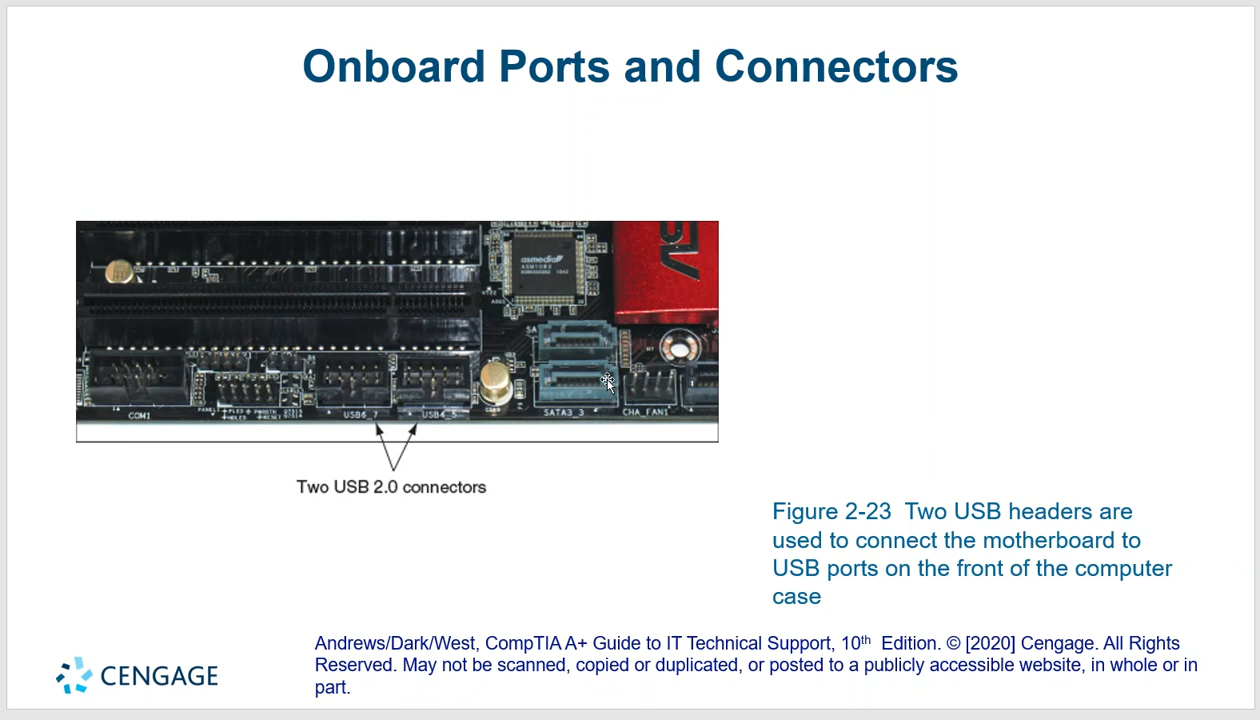 Onboard Ports and Connectors
asmedia
SATA3_3
CHA_FAN1
COM1
USB6_7
USB4_5
Two USB 2.0 connectors
Figure 2-23 Two USB headers are
used to connect the motherboard to
USB ports on the front of the computer
case
Andrews/Dark/West, CompTIA A+ Guide to IT Technical Support, 10th Edition. © [2020] Cengage. All Rights
Reserved. May not be scanned, copied or duplicated, or posted to a publicly accessible website, in whole or in
part.
CENGAGE